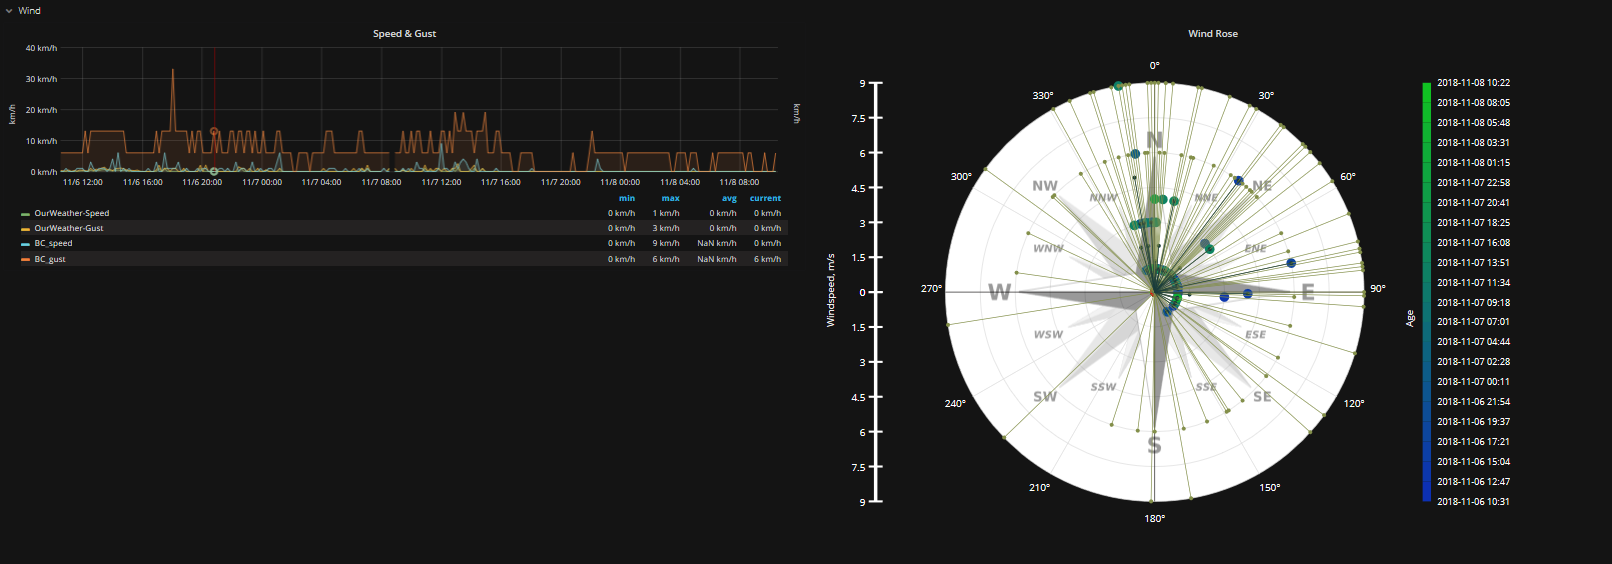 Wind
Speed & Gust
40 km/h
30 km/h
20 km/h
10 km/h
0 km/h
km/h
km/h
11/6 12:00 11/6 16:00 11/6 20:00 11/7 00:00 11/7 04:00 11/7 08:00 11/7 12:00 11/7 16:00 11/7 20:00 11/8 00:00 11/8 04:00 11/8 08:00
min max avg current
OurWeather-Speed 0 km/h 1 km/h 0 km/h 0 km/h
OurWeather-Gust 0 km/h 3 km/h 0 km/h 0 km/h
BC_speed 0 km/h 9 km/h NaN km/h 0 km/h
BC_gust 0 km/h 6 km/h NaN km/h 6 km/h
Wind Rose
9
7.5
6
4.5
3
1.5
0
1.5
3
4.5
6
7.5
9
Windspeed, m/s
0°
30°
60°
90°
120°
150°
180°
210°
240°
270°
300°
330°
N
NNE
NE
ENE
E
ESE
SE
SSE
S
SSW
SW
WSW
W
WNW
NW
NNW
Age
2018-11-08 10:22
2018-11-08 08:05
2018-11-08 05:48
2018-11-08 03:31
2018-11-08 01:15
2018-11-07 22:58
2018-11-07 20:41
2018-11-07 18:25
2018-11-07 16:08
2018-11-07 13:51
2018-11-07 11:34
2018-11-07 09:18
2018-11-07 07:01
2018-11-07 04:44
2018-11-07 02:28
2018-11-07 00:11
2018-11-06 21:54
2018-11-06 19:37
2018-11-06 17:21
2018-11-06 15:04
2018-11-06 12:47
2018-11-06 10:31